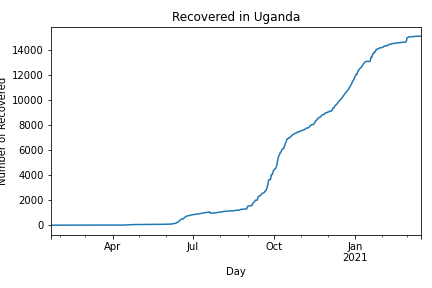 Recovered in Uganda
Number of Recovered
14000
12000
10000
8000
6000
4000
2000
0
Apr
Jul
Oct
Jan
2021
Day